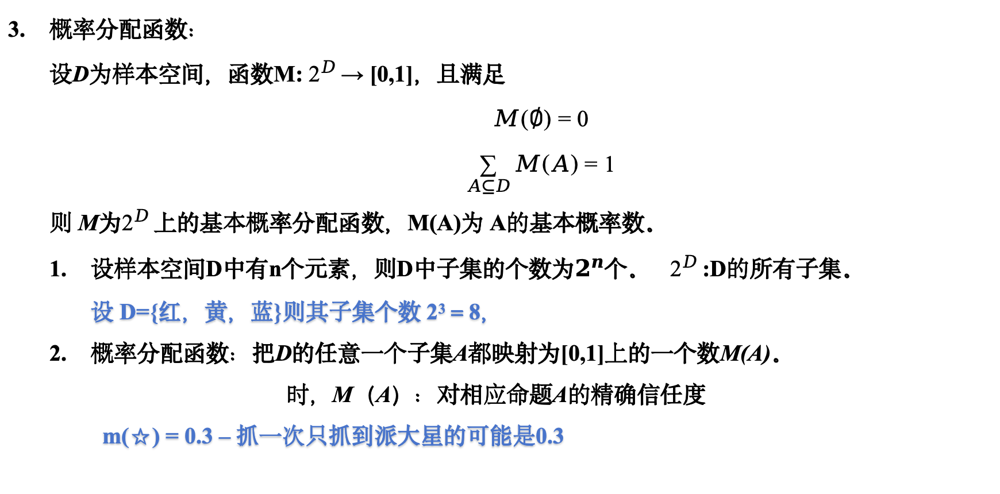 3. 概率分配函数：
设D为样本空间，函数M: 2^D → [0,1]，且满足
M(∅) = 0
∑ M(A) = 1
A⊆D
则 M为2^D 上的基本概率分配函数，M(A)为 A的基本概率数．
1. 设样本空间D中有n个元素，则D中子集的个数为2^n个． 2^D :D的所有子集．
设 D={红，黄，蓝}则其子集个数 2³ = 8,
2. 概率分配函数：把D的任意一个子集A都映射为[0,1]上的一个数M(A)．
时，M（A）：对相应命题A的精确信任度
m(☆) = 0.3 – 抓一次只抓到派大星的可能是0.3